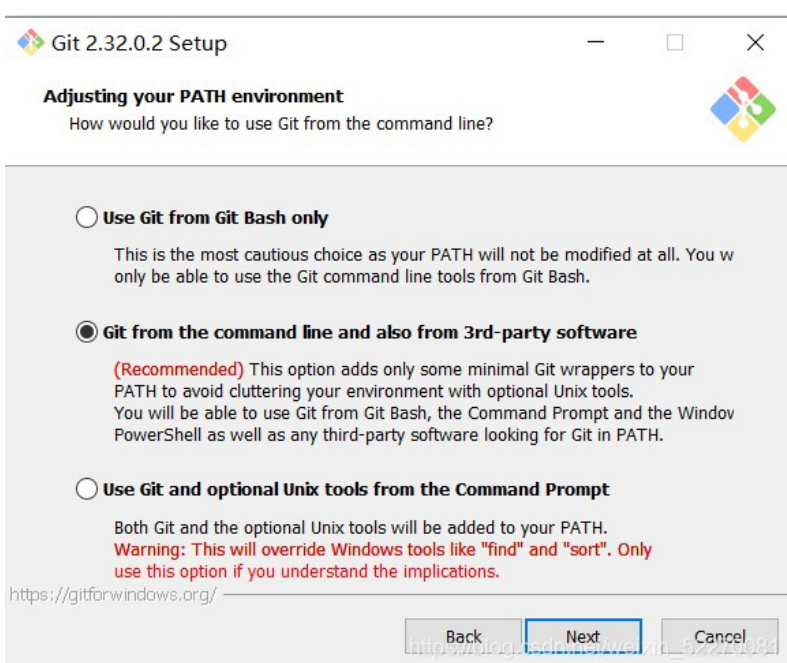 Git 2.32.0.2 Setup
Adjusting your PATH environment
How would you like to use Git from the command line?
Use Git from Git Bash only
This is the most cautious choice as your PATH will not be modified at all. You w
only be able to use the Git command line tools from Git Bash.
Git from the command line and also from 3rd-party software
(Recommended) This option adds only some minimal Git wrappers to your
PATH to avoid cluttering your environment with optional Unix tools.
You will be able to use Git from Git Bash, the Command Prompt and the Window
PowerShell as well as any third-party software looking for Git in PATH.
Use Git and optional Unix tools from the Command Prompt
Both Git and the optional Unix tools will be added to your PATH.
Warning: This will override Windows tools like "find" and "sort". Only
use this option if you understand the implications.
https://gitforwindows.org/
Back Next Cancel
https://blog.csdn.net/weixin_52270081